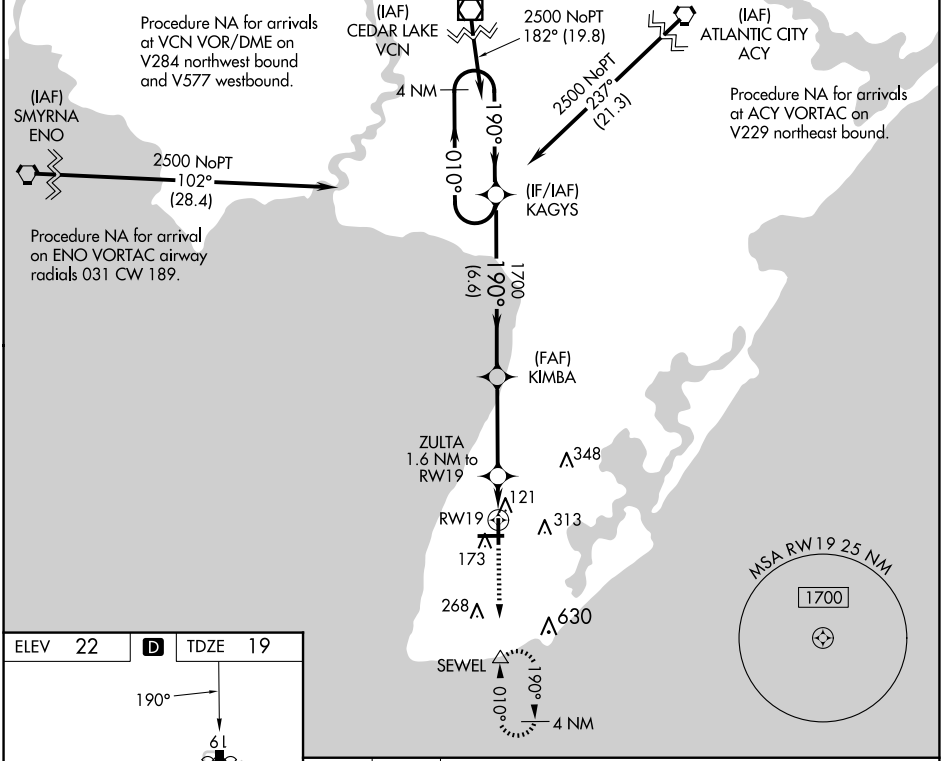 Procedure NA for arrivals
at VCN VOR/DME on
V284 northwest bound
and V577 westbound.
(IAF)
CEDAR LAKE
VCN
2500 NoPT
182° (19.8)
(IAF)
ATLANTIC CITY
ACY
2500 NoPT
237°
(21.3)
Procedure NA for arrivals
at ACY VORTAC on
V229 northeast bound.
4 NM
190°
010°
(IAF)
SMYRNA
ENO
2500 NoPT
102°
(28.4)
(IF/IAF)
KAGYS
Procedure NA for arrival
on ENO VORTAC airway
radials 031 CW 189.
1700
190°
(6.6)
(FAF)
KIMBA
ZULTA
1.6 NM to
RW19
348
121
RW19
313
173
268
630
MSA RW19 25 NM
1700
SEWEL
010°
190°
4 NM
ELEV 22
D
TDZE 19
190°
19